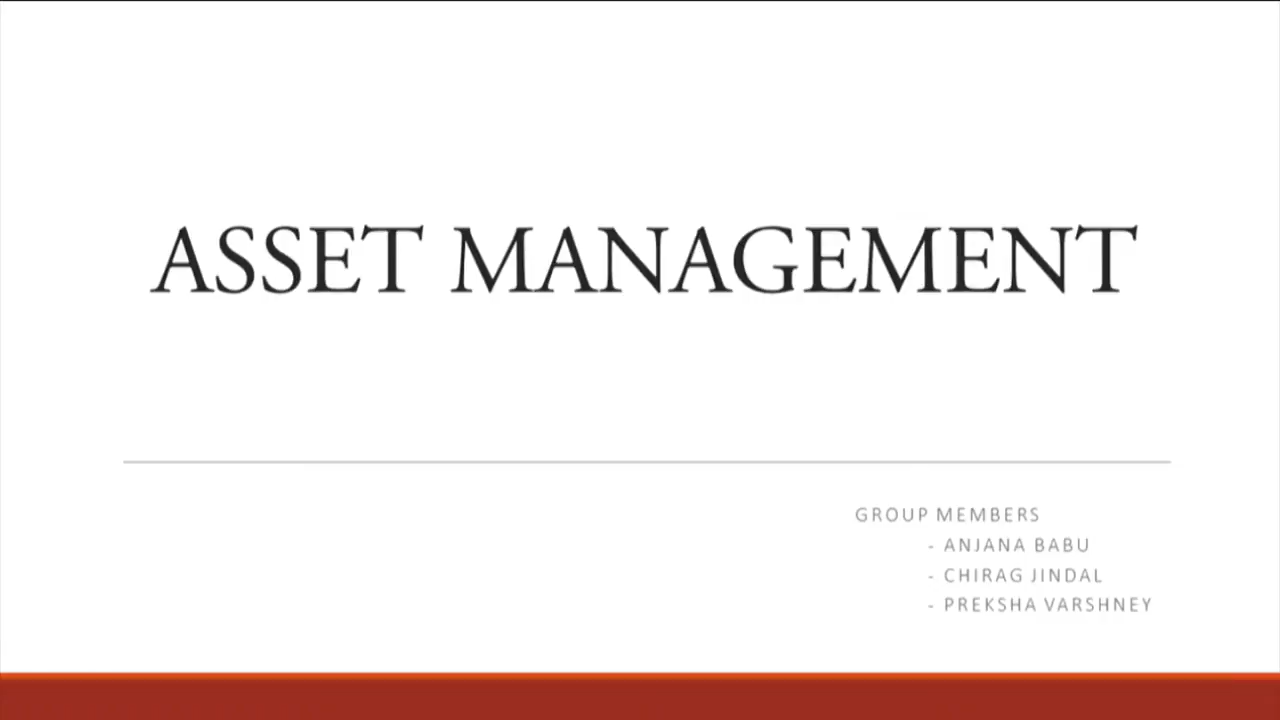 ASSET MANAGEMENT
GROUP MEMBERS
- ANJANA BABU
- CHIRAG JINDAL
- PREKSHA VARSHNEY